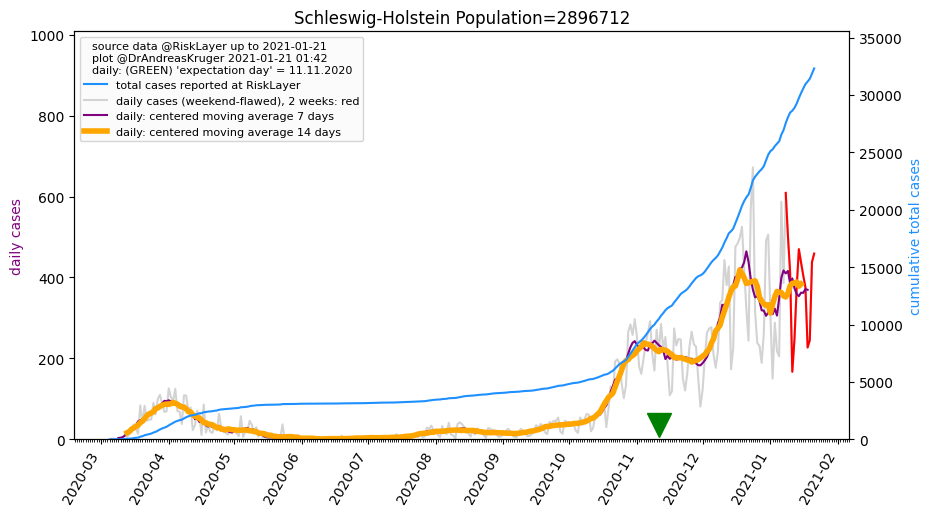 Schleswig-Holstein Population=2896712
source data @RiskLayer up to 2021-01-21
plot @DrAndreasKruger 2021-01-21 01:42
daily: (GREEN) 'expectation day' = 11.11.2020
total cases reported at RiskLayer
daily cases (weekend-flawed), 2 weeks: red
daily: centered moving average 7 days
daily: centered moving average 14 days
daily cases
1000
800
600
400
200
0
cumulative total cases
35000
30000
25000
20000
15000
10000
5000
0
2020-03
2020-04
2020-05
2020-06
2020-07
2020-08
2020-09
2020-10
2020-11
2020-12
2021-01
2021-02